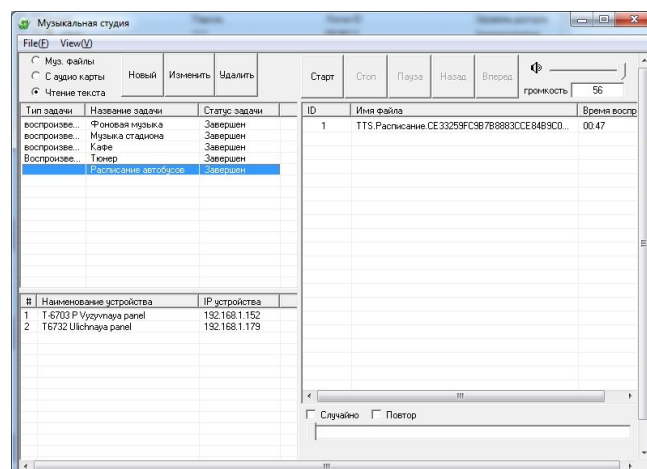 Музыкальная студия
File(F) View(V)
Муз. файлы
С аудио карты
Чтение текста
Новый Изменить Удалить
Старт Стоп Пауза Назад Вперед
громкость 56
Тип задачи Название задачи Статус задачи
воспроизве... Фоновая музыка Завершен
воспроизве... Музыка стадиона Завершен
воспроизве... Кафе Завершен
Воспроизве... Тюнер Завершен
Расписание автобусов Завершен
ID Имя файла Время воспр
1 TTS.Расписание.CE33259FC9B7B8883CCE84B9C0... 00:47
# Наименование устройства IP устройства
1 T-6703 P Vyzyvnaya panel 192.168.1.152
2 T6732 Ulichnaya panel 192.168.1.179
Случайно Повтор